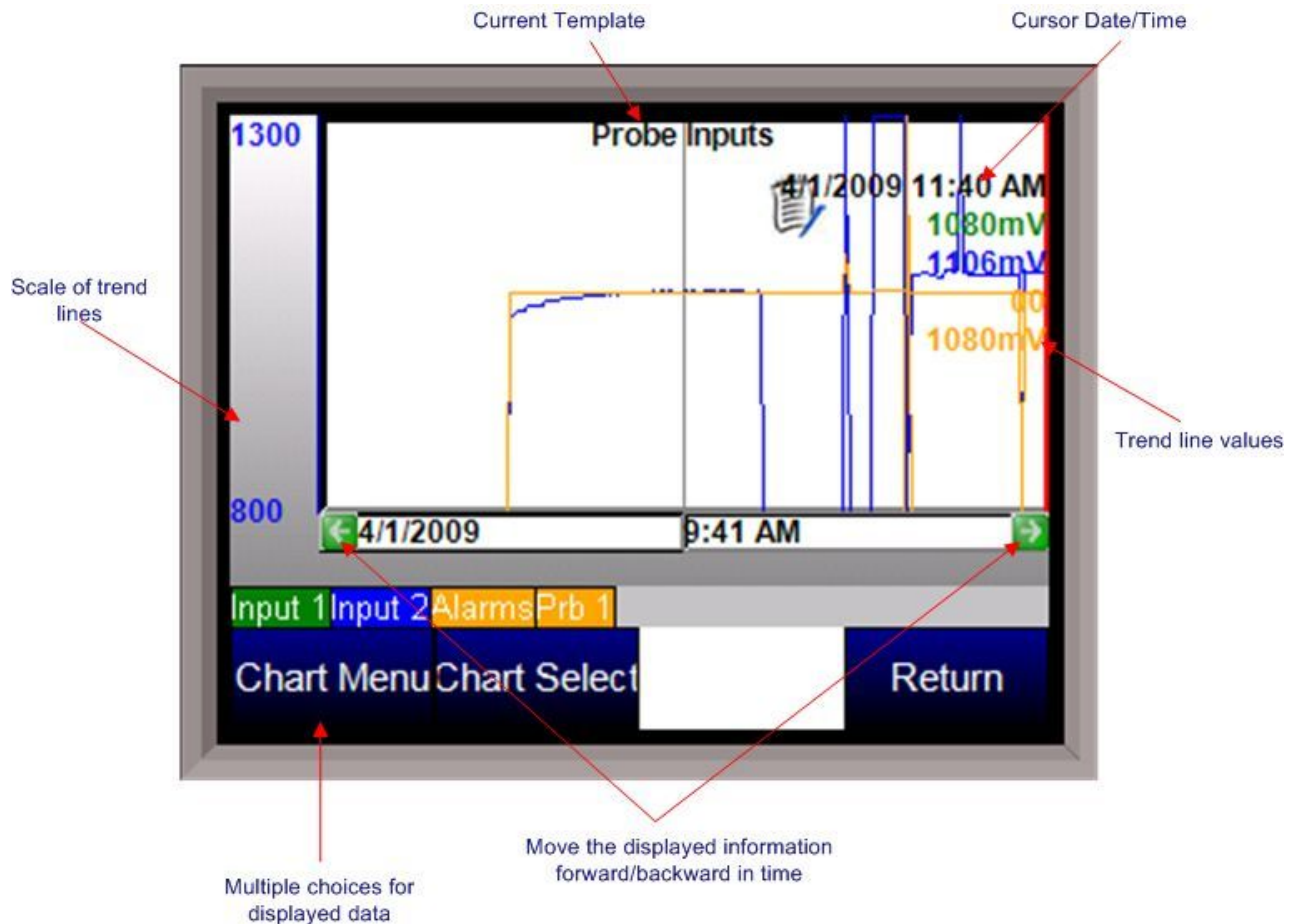 Current Template
Cursor Date/Time
1300
Probe Inputs
4/1/2009 11:40 AM
1080mV
1106mV
00
1080mV
Scale of trend
lines
Trend line values
800
4/1/2009
9:41 AM
Input 1
Input 2
Alarms
Prb 1
Chart Menu
Chart Select
Return
Move the displayed information
forward/backward in time
Multiple choices for
displayed data